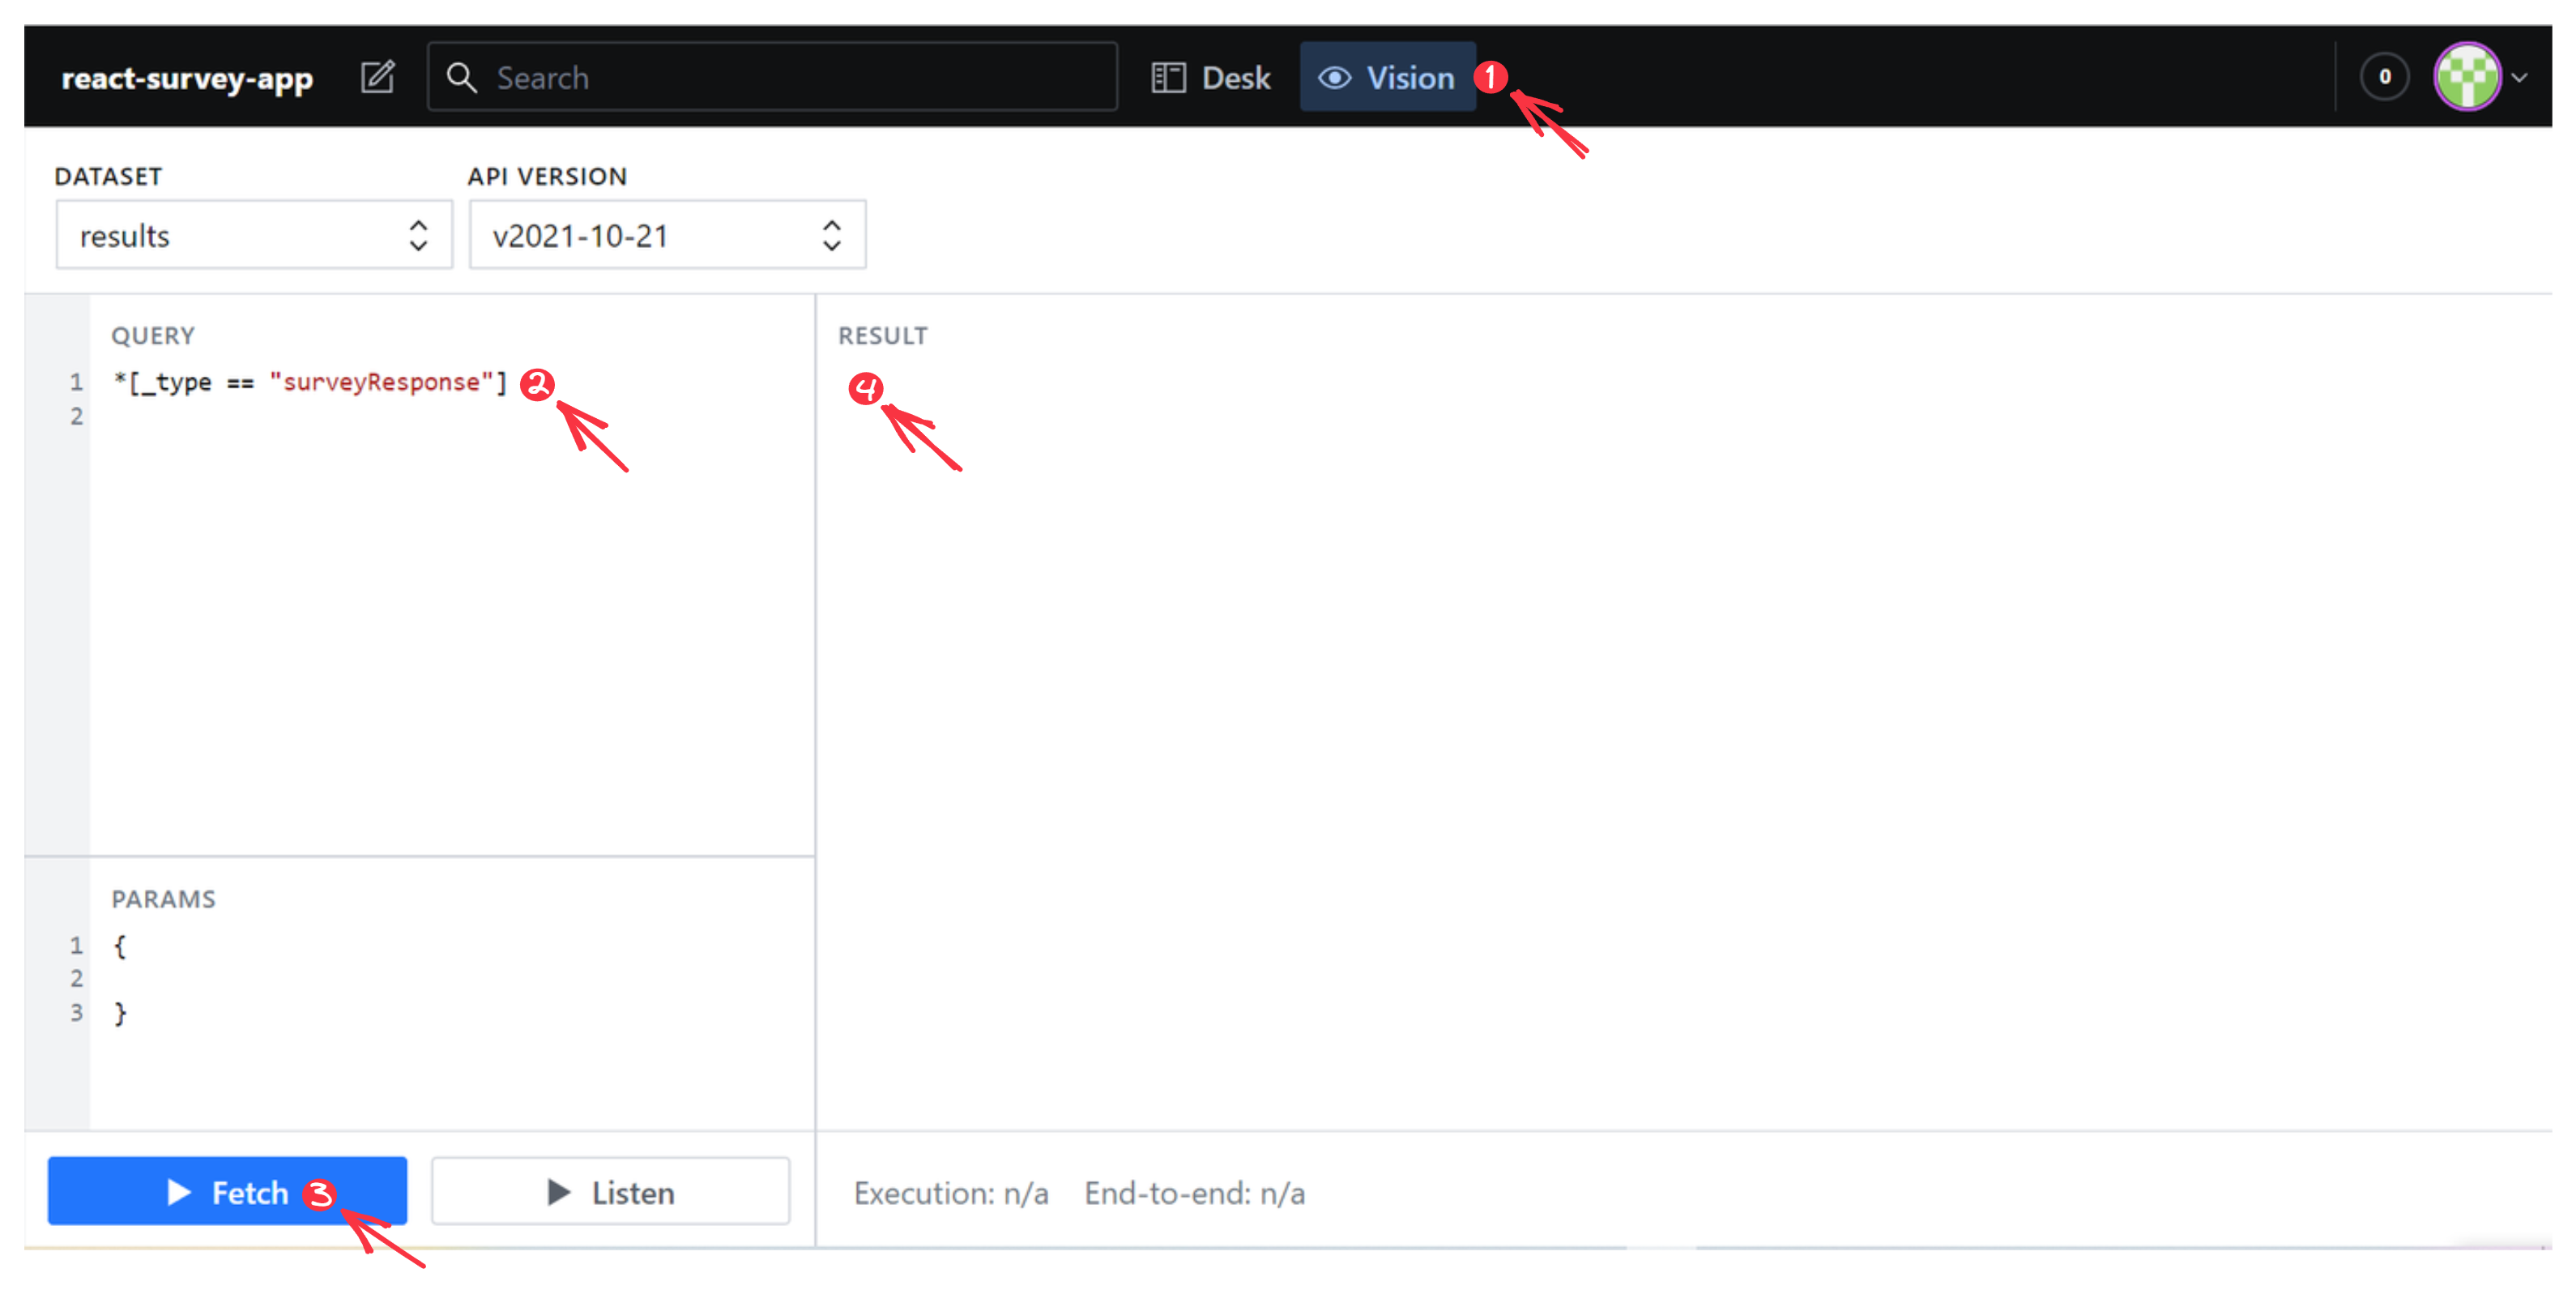 react-survey-app Search Desk Vision 1 0
DATASET API VERSION
results v2021-10-21
QUERY RESULT
1 *[_type == "surveyResponse"] 2 4
2
PARAMS
1 {
2
3 }
Fetch 3 Listen Execution: n/a End-to-end: n/a